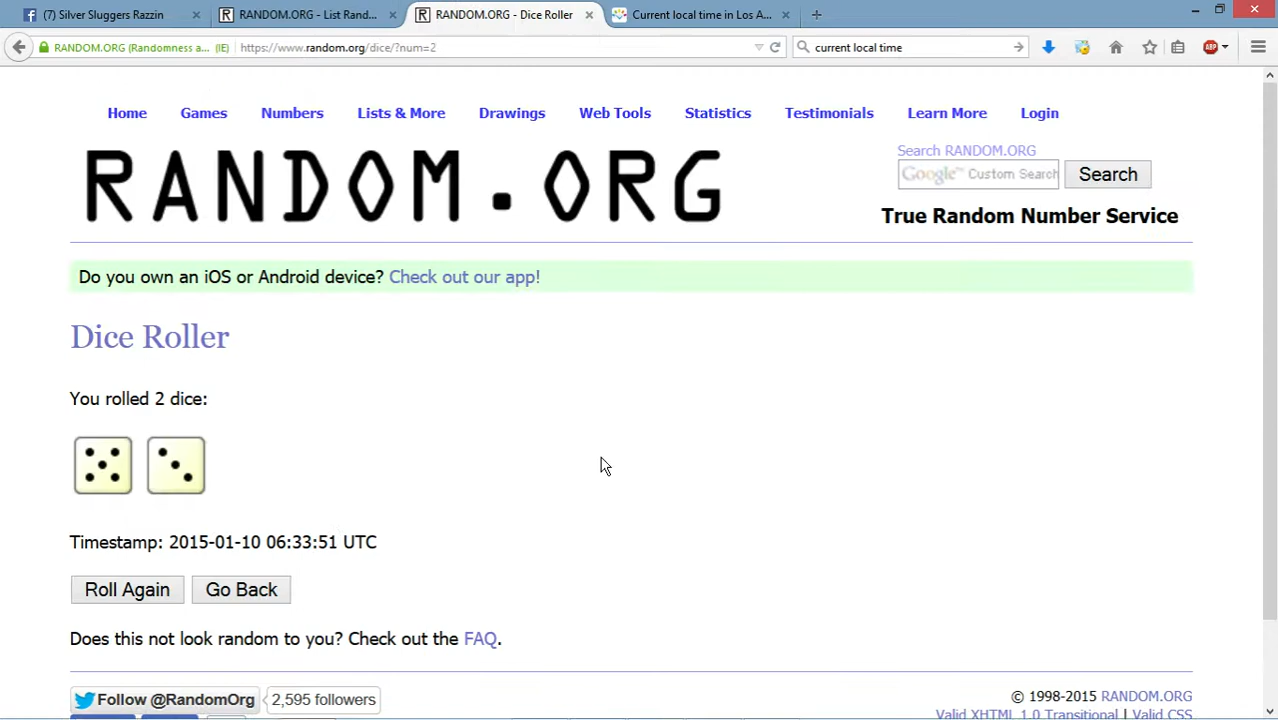 (7) Silver Sluggers Razzin
RANDOM.ORG - List Rand...
RANDOM.ORG - Dice Roller
Current local time in Los A...
RANDOM.ORG (Randomness a... (IE)
https://www.random.org/dice/?num=2
current local time
ABP
Home Games Numbers Lists & More Drawings Web Tools Statistics Testimonials Learn More Login
RANDOM.ORG
Search RANDOM.ORG
Google™ Custom Search
Search
True Random Number Service
Do you own an iOS or Android device? Check out our app!
Dice Roller
You rolled 2 dice:
Timestamp: 2015-01-10 06:33:51 UTC
Roll Again Go Back
Does this not look random to you? Check out the FAQ.
Follow @RandomOrg 2,595 followers
© 1998-2015 RANDOM.ORG
Valid XHTML 1.0 Transitional | Valid CSS